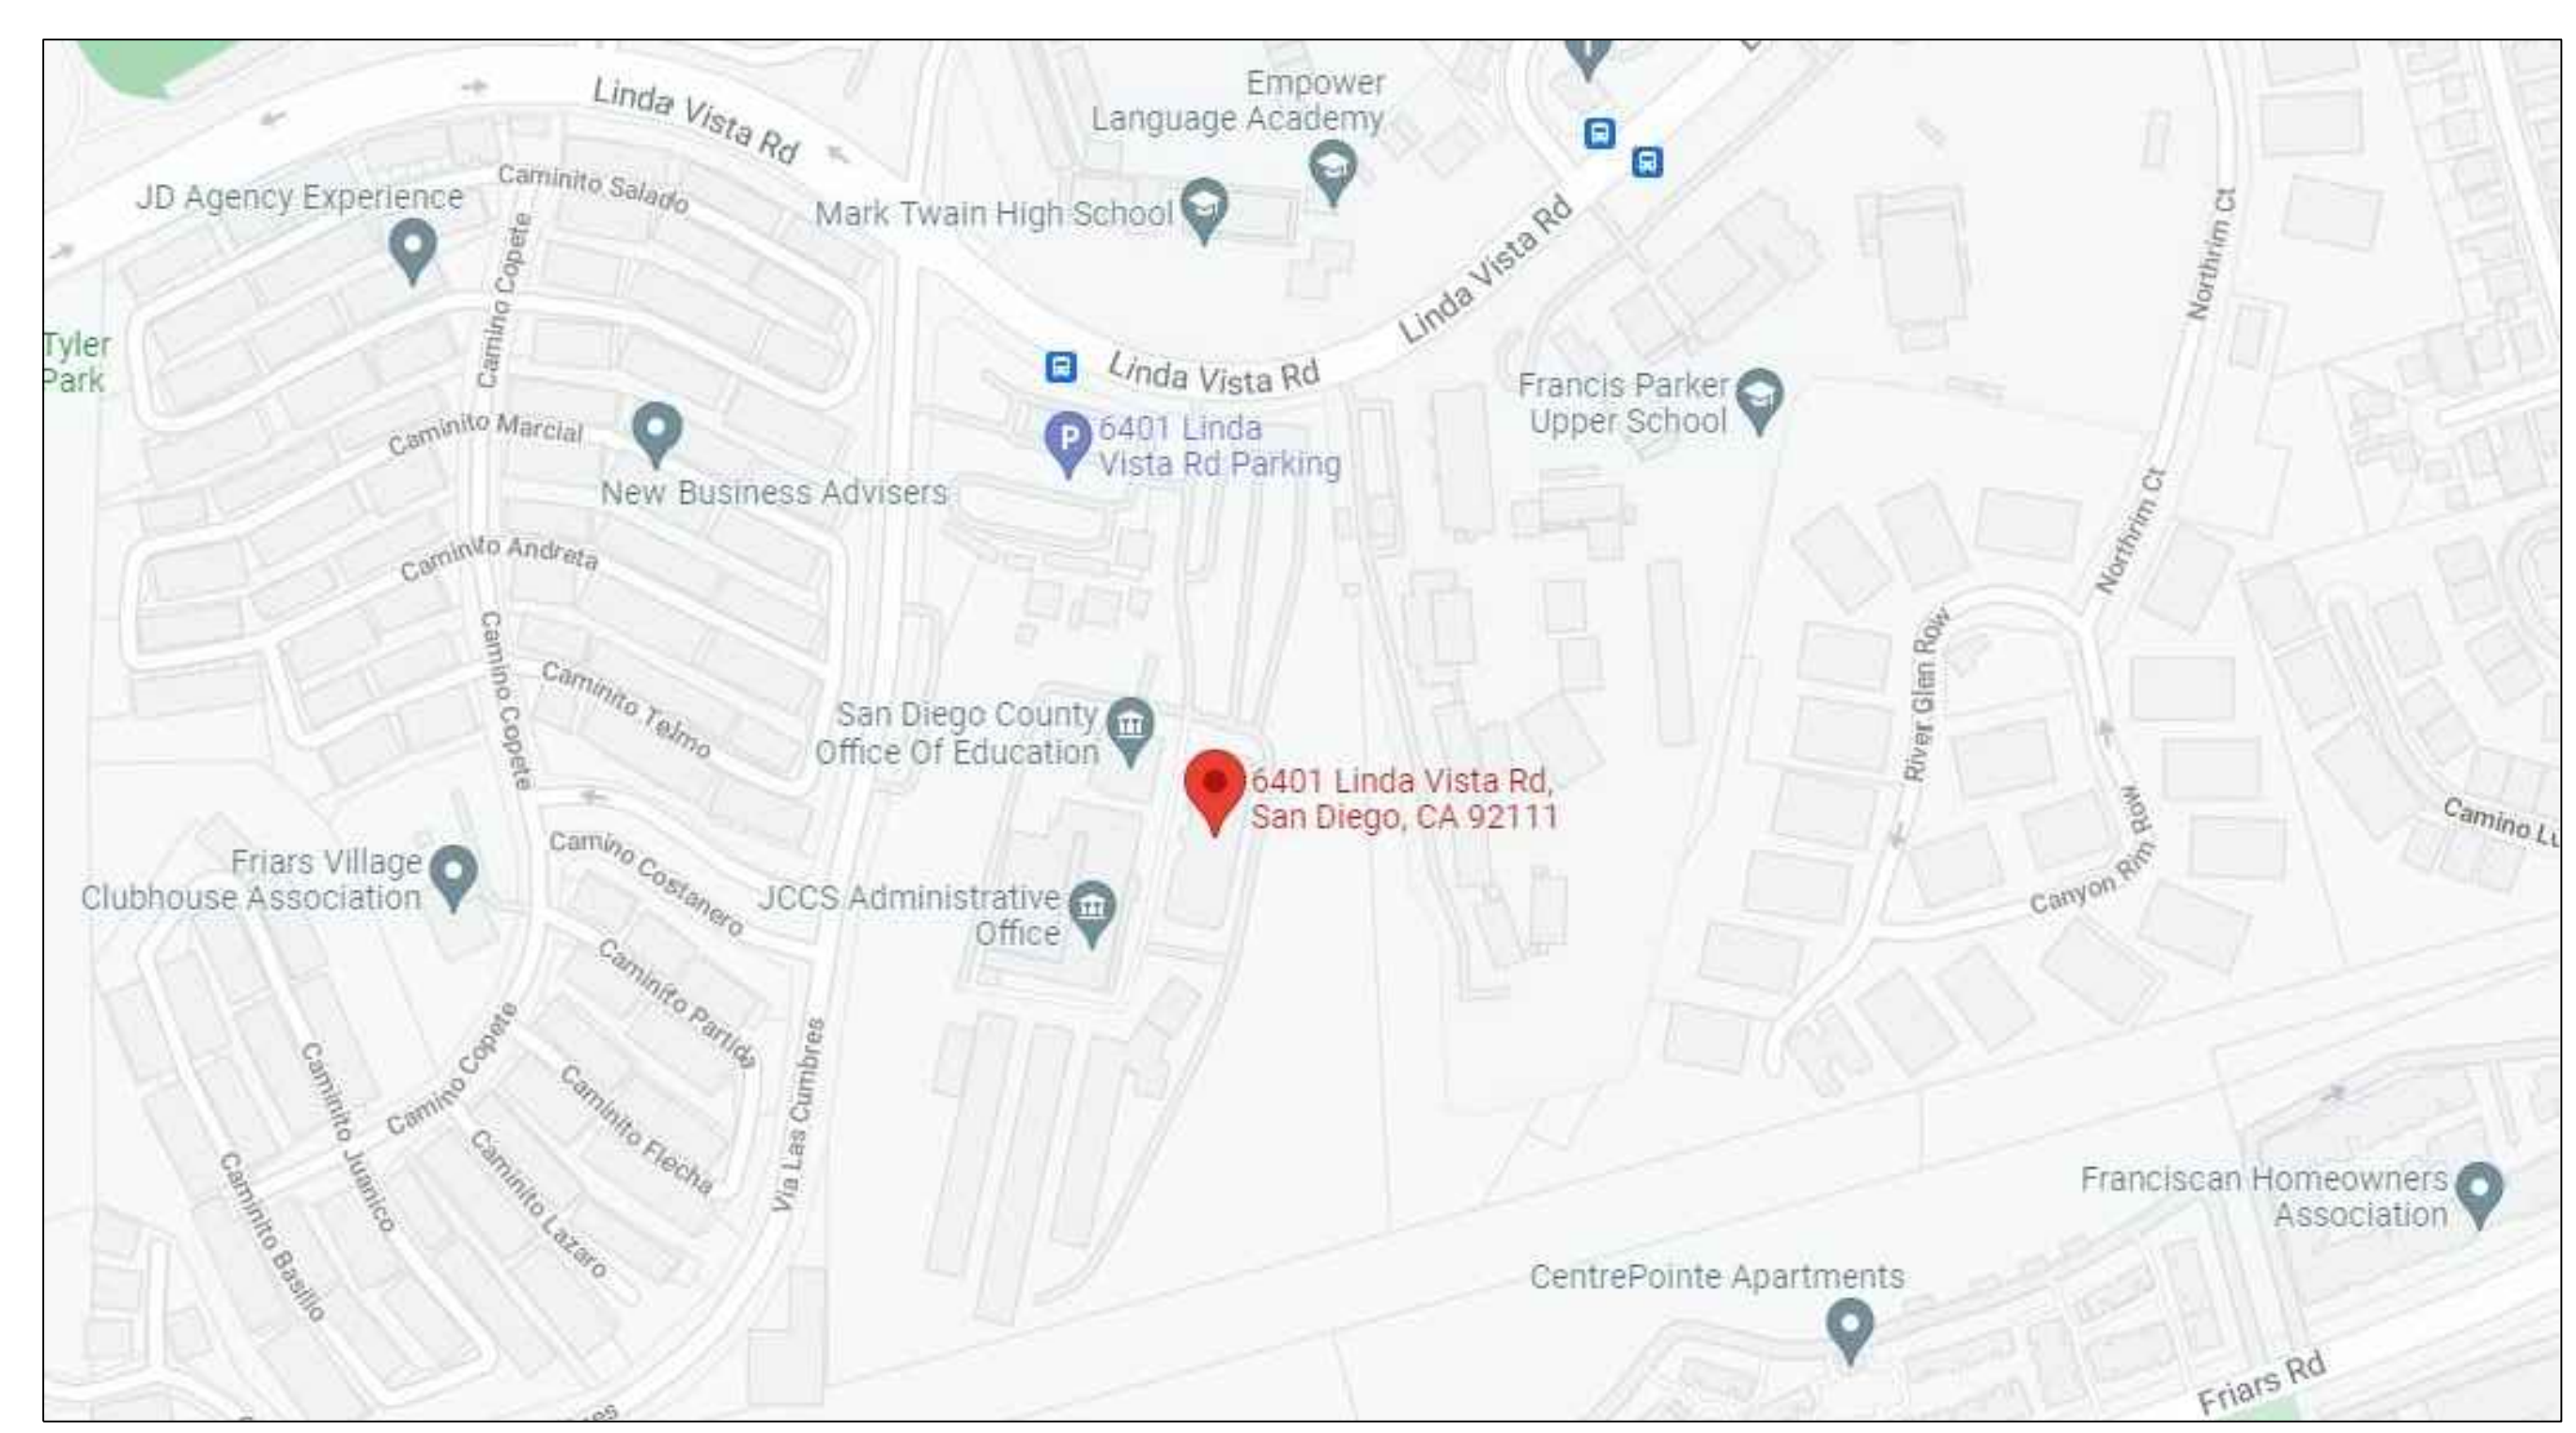 Linda Vista Rd
Empower
Language Academy
JD Agency Experience
Caminito Salado
Mark Twain High School
Linda Vista Rd
Northrim Ct
Camino Copete
Tyler
Park
Linda Vista Rd
Francis Parker
Upper School
P
6401 Linda
Vista Rd Parking
Caminito Marcial
New Business Advisers
Northrim Ct
Caminito Andreta
Camino Copete
River Glen Row
Caminito Telmo
San Diego County
Office Of Education
6401 Linda Vista Rd,
San Diego, CA 92111
Camino Lu
Canyon Rim Row
Camino Costanero
Friars Village
Clubhouse Association
JCCS Administrative
Office
Caminito Partida
Camino Copete
Via Las Cumbres
Caminito Juanico
Caminito Flecha
Caminito Lazaro
Caminito Basilio
Franciscan Homeowners
Association
CentrePointe Apartments
Friars Rd